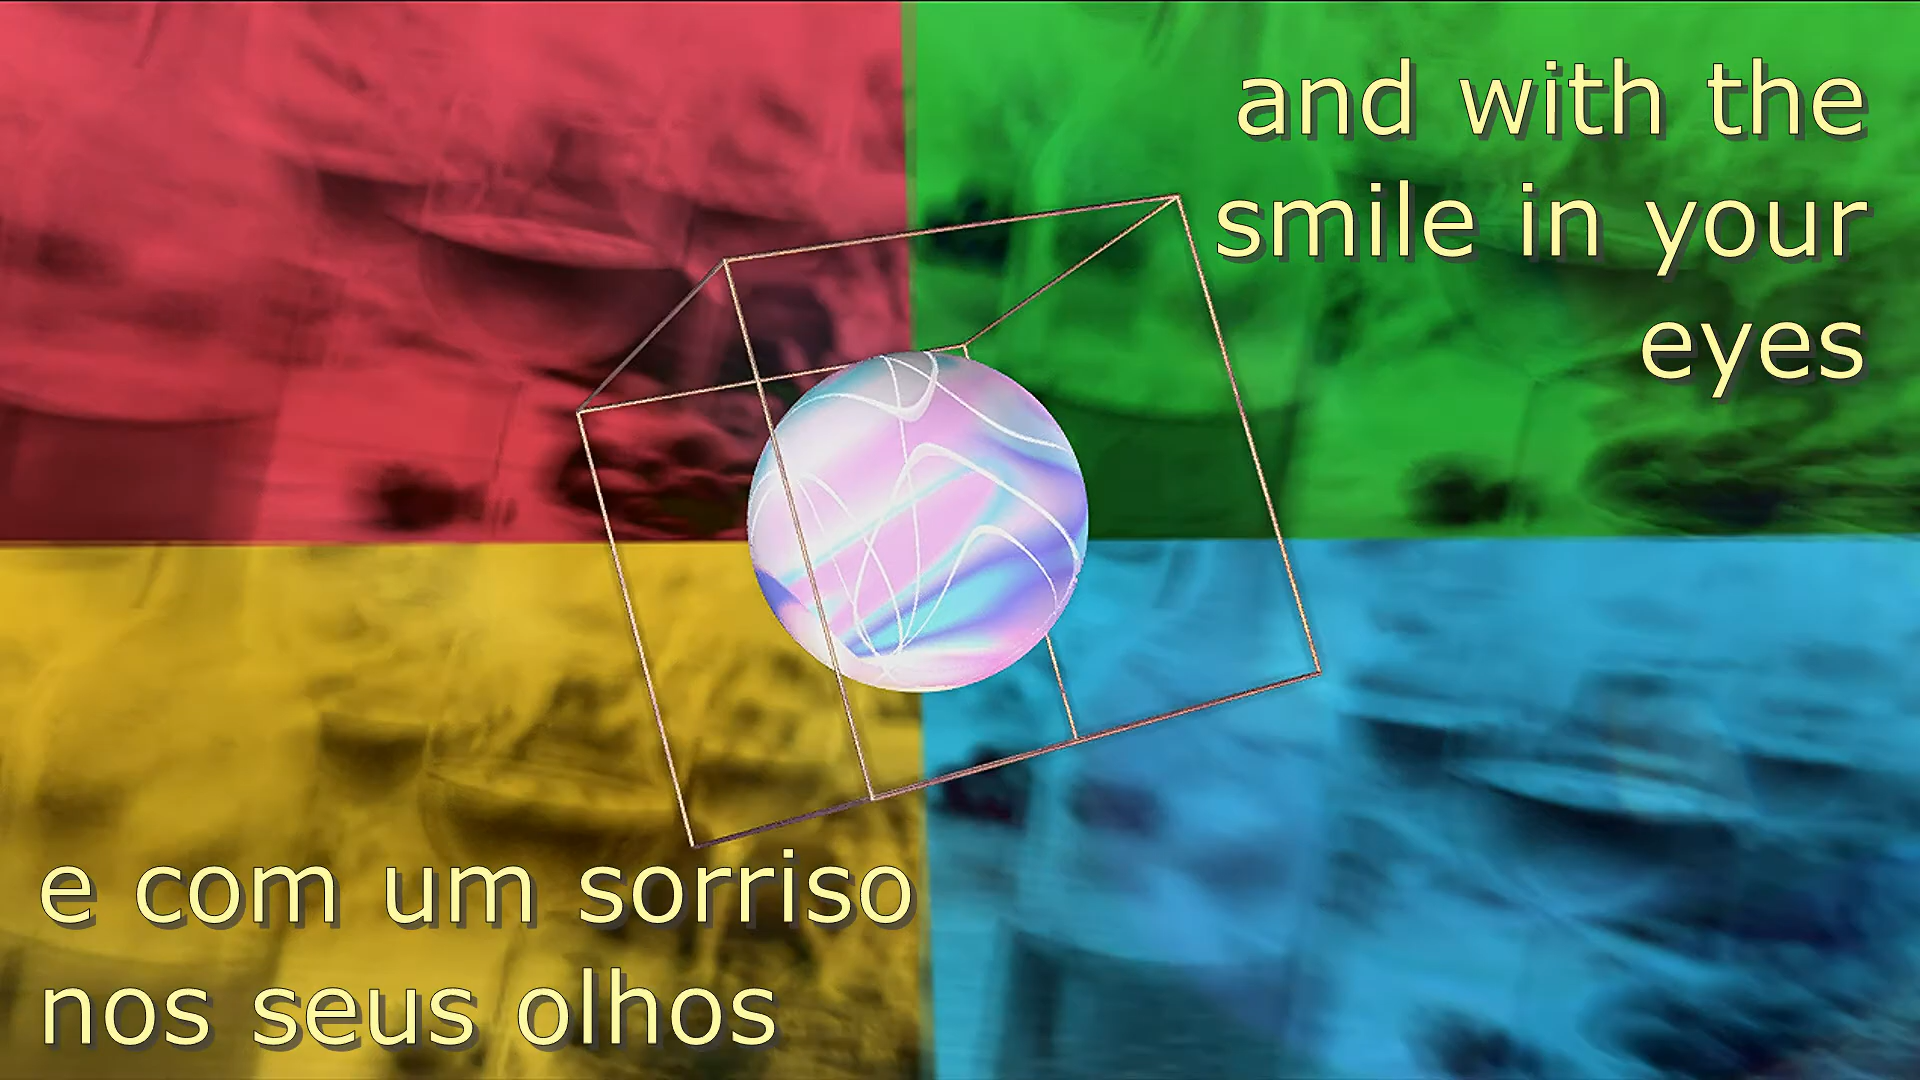 and with the
smile in your
eyes
e com um sorriso
nos seus olhos